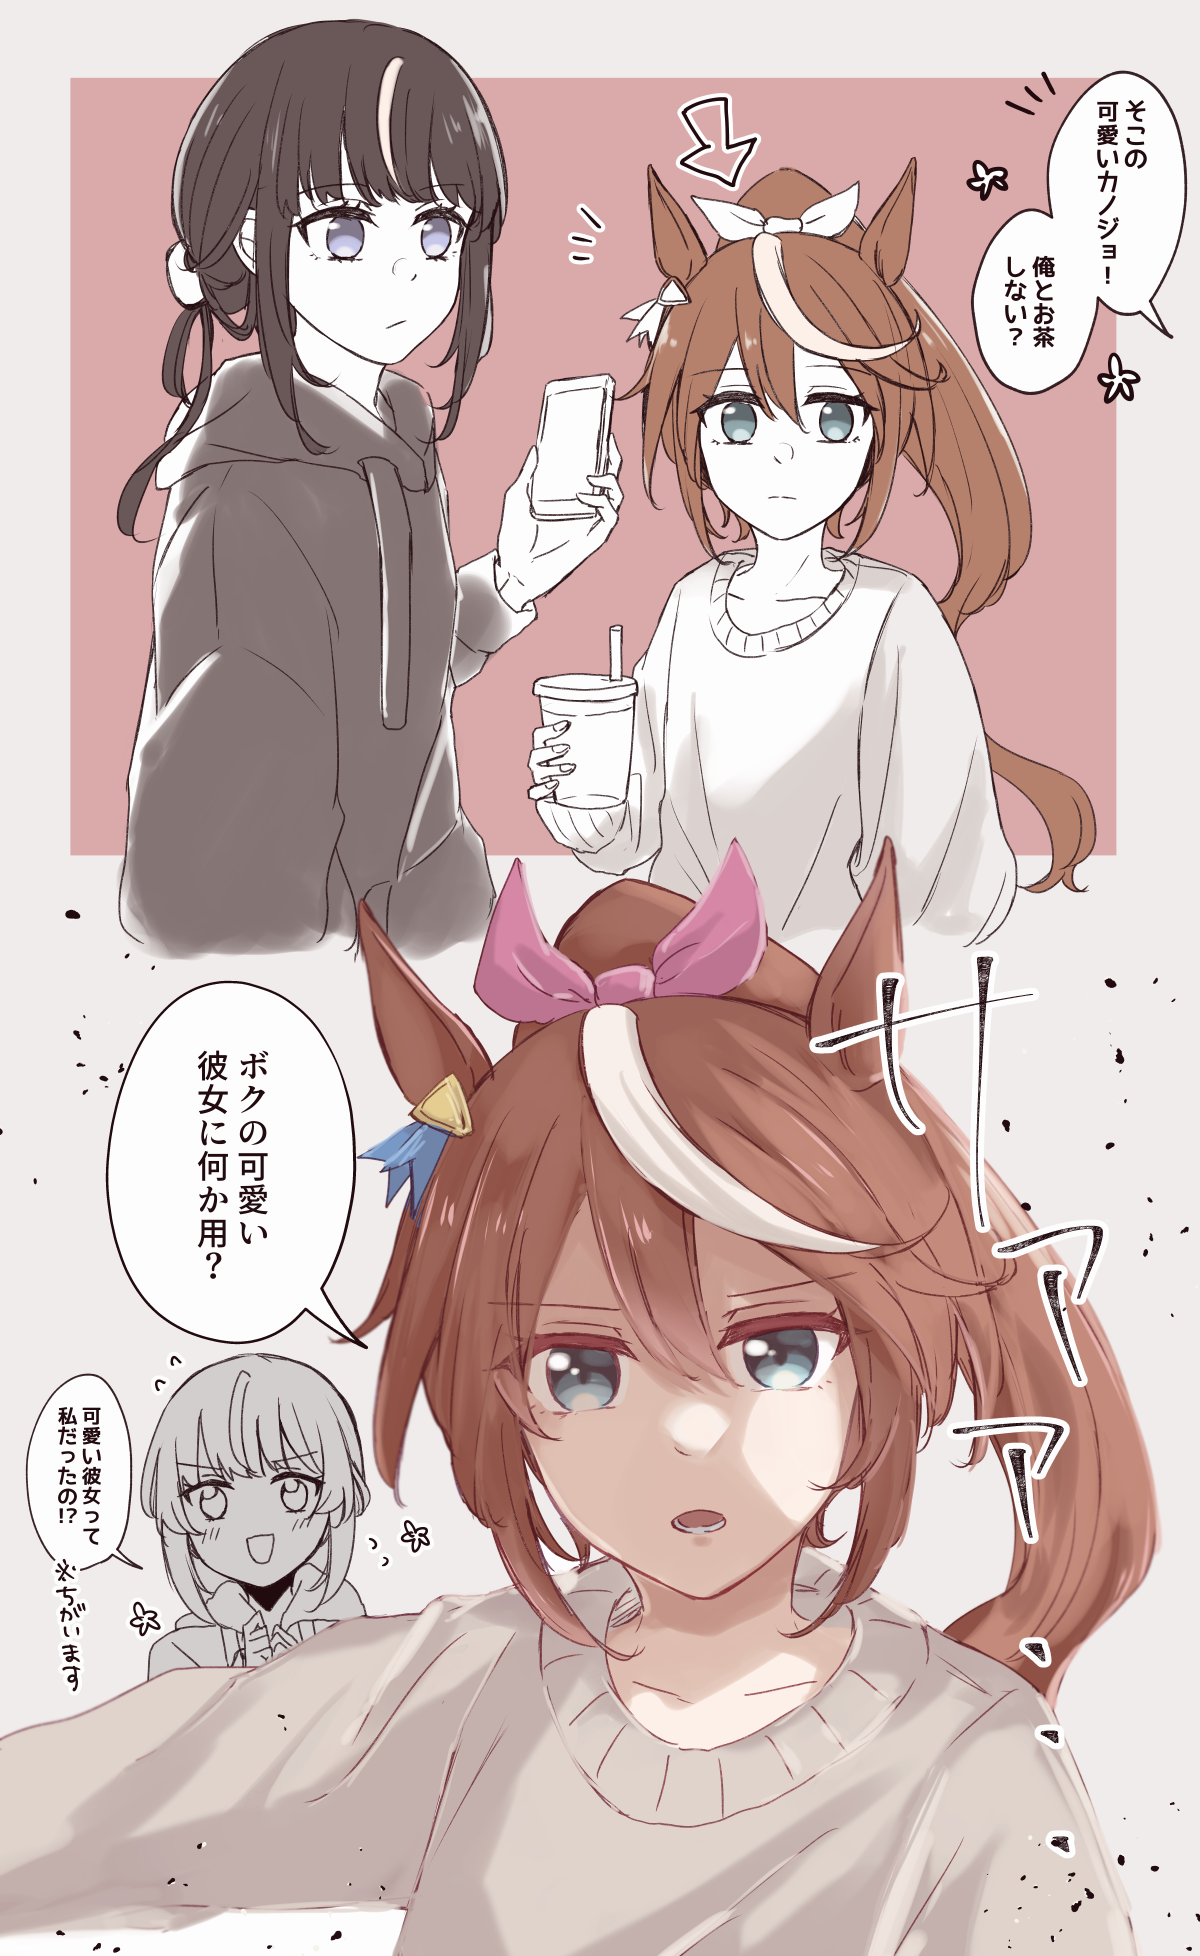 そこの
可愛いカノジョ！
俺とお茶
しない？
サァァ
ボクの可愛い
彼女に何か用？
可愛い彼女って
私だったの!?
※ちがいます